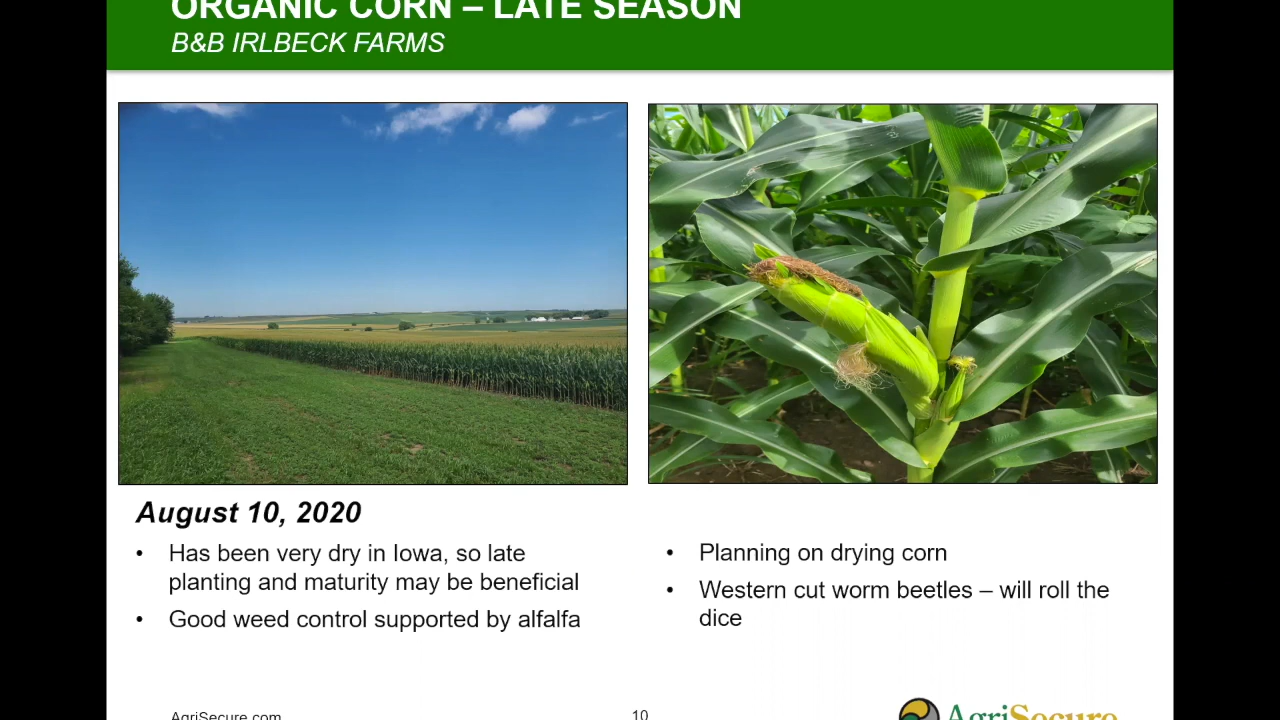 ORGANIC CORN – LATE SEASON
B&B IRLBECK FARMS
August 10, 2020
• Has been very dry in Iowa, so late
planting and maturity may be beneficial
• Good weed control supported by alfalfa
• Planning on drying corn
• Western cut worm beetles – will roll the
dice
AgriSecure.com
10
AgriSecure